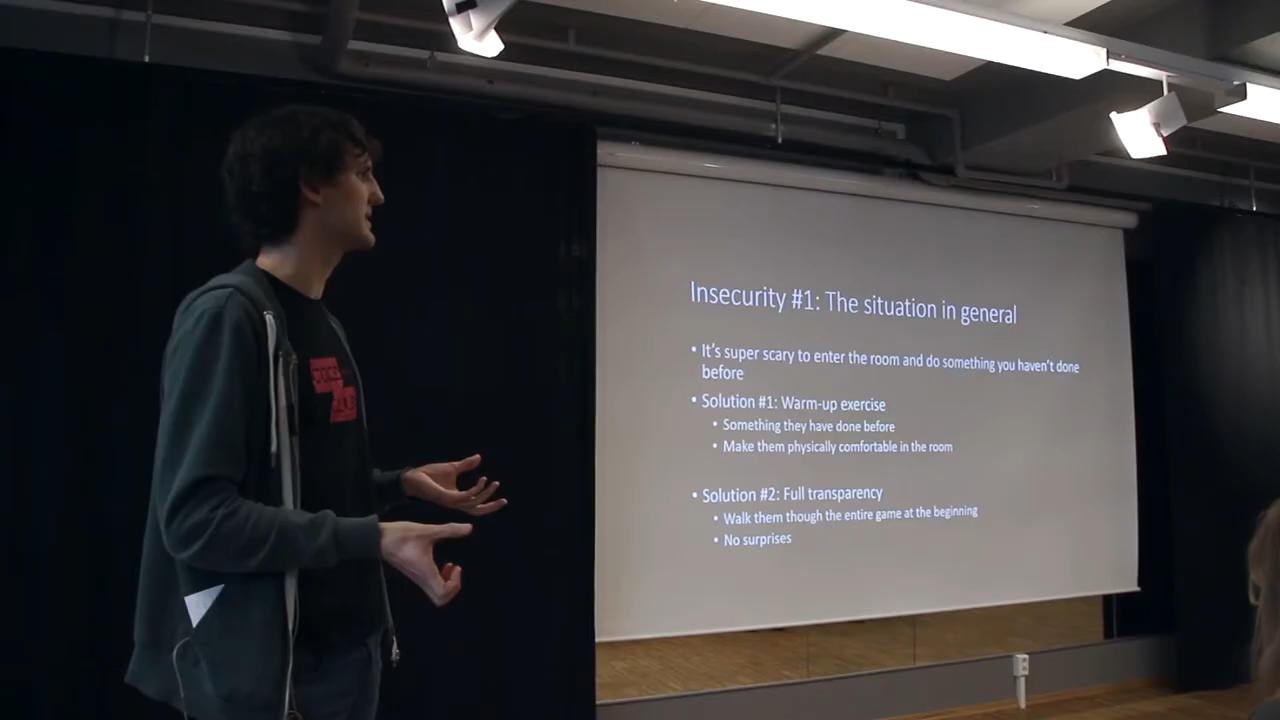 Insecurity #1: The situation in general
• It's super scary to enter the room and do something you haven't done
before
• Solution #1: Warm-up exercise
• Something they have done before
• Make them physically comfortable in the room
• Solution #2: Full transparency
• Walk them though the entire game at the beginning
• No surprises